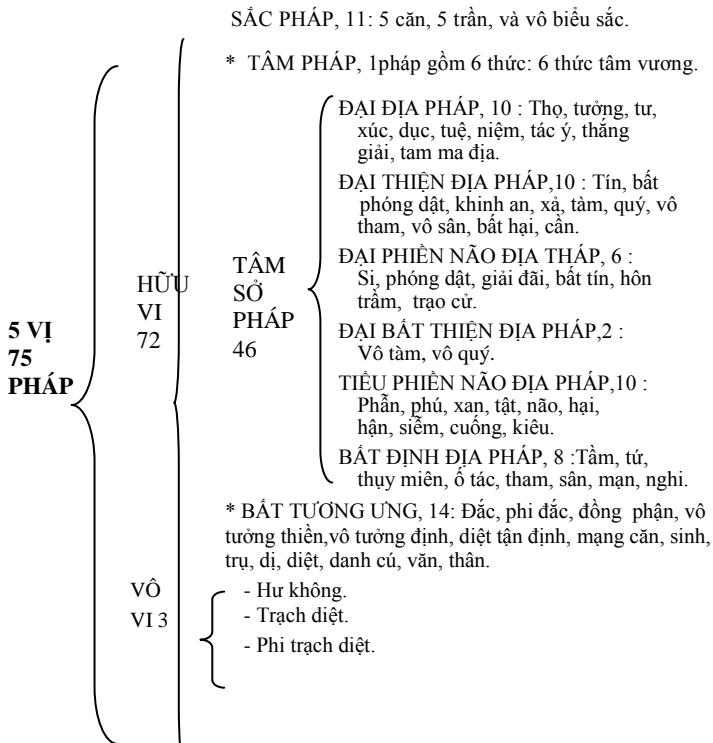 SẮC PHÁP, 11: 5 căn, 5 trần, và vô biểu sắc.
* TÂM PHÁP, 1pháp gồm 6 thức: 6 thức tâm vương.
5 VỊ
75
PHÁP
HỮU
VI
72
TÂM
SỞ
PHÁP
46
ĐẠI ĐỊA PHÁP, 10 : Thọ, tưởng, tư,
xúc, dục, tuệ, niệm, tác ý, thắng
giải, tam ma địa.
ĐẠI THIỆN ĐỊA PHÁP,10 : Tín, bất
phóng dật, khinh an, xả, tàm, quý, vô
tham, vô sân, bất hại, cần.
ĐẠI PHIỀN NÃO ĐỊA THÁP, 6 :
Si, phóng dật, giải đãi, bất tín, hôn
trầm, trạo cử.
ĐẠI BẤT THIỆN ĐỊA PHÁP,2 :
Vô tàm, vô quý.
TIỂU PHIỀN NÃO ĐỊA PHÁP,10 :
Phẫn, phú, xan, tật, não, hại,
hận, siểm, cuống, kiêu.
BẤT ĐỊNH ĐỊA PHÁP, 8 :Tầm, tứ,
thụy miên, ố tác, tham, sân, mạn, nghi.
* BẤT TƯƠNG ƯNG, 14: Đắc, phi đắc, đồng phận, vô
tưởng thiền,vô tưởng định, diệt tận định, mạng căn, sinh,
trụ, dị, diệt, danh cú, văn, thân.
VÔ
VI 3
- Hư không.
- Trạch diệt.
- Phi trạch diệt.